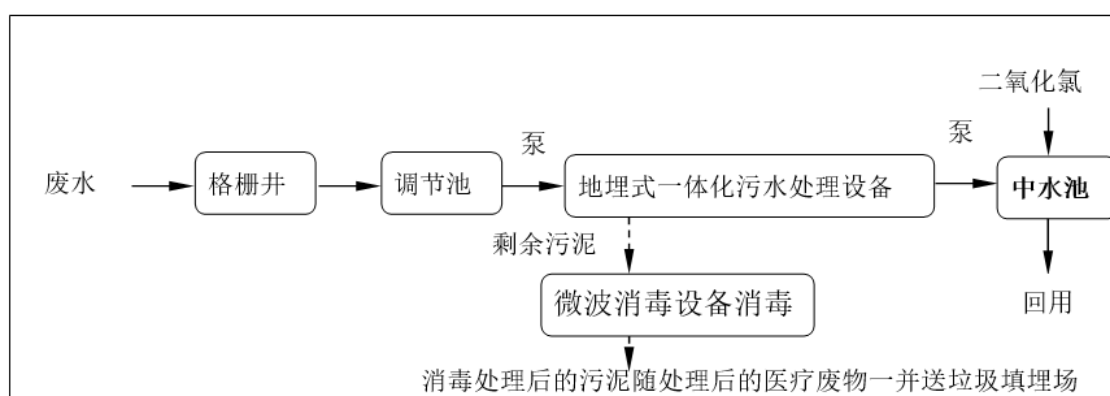 二氧化氯
泵
泵
废水
格栅井
调节池
地埋式一体化污水处理设备
中水池
剩余污泥
微波消毒设备消毒
回用
消毒处理后的污泥随处理后的医疗废物一并送垃圾填埋场